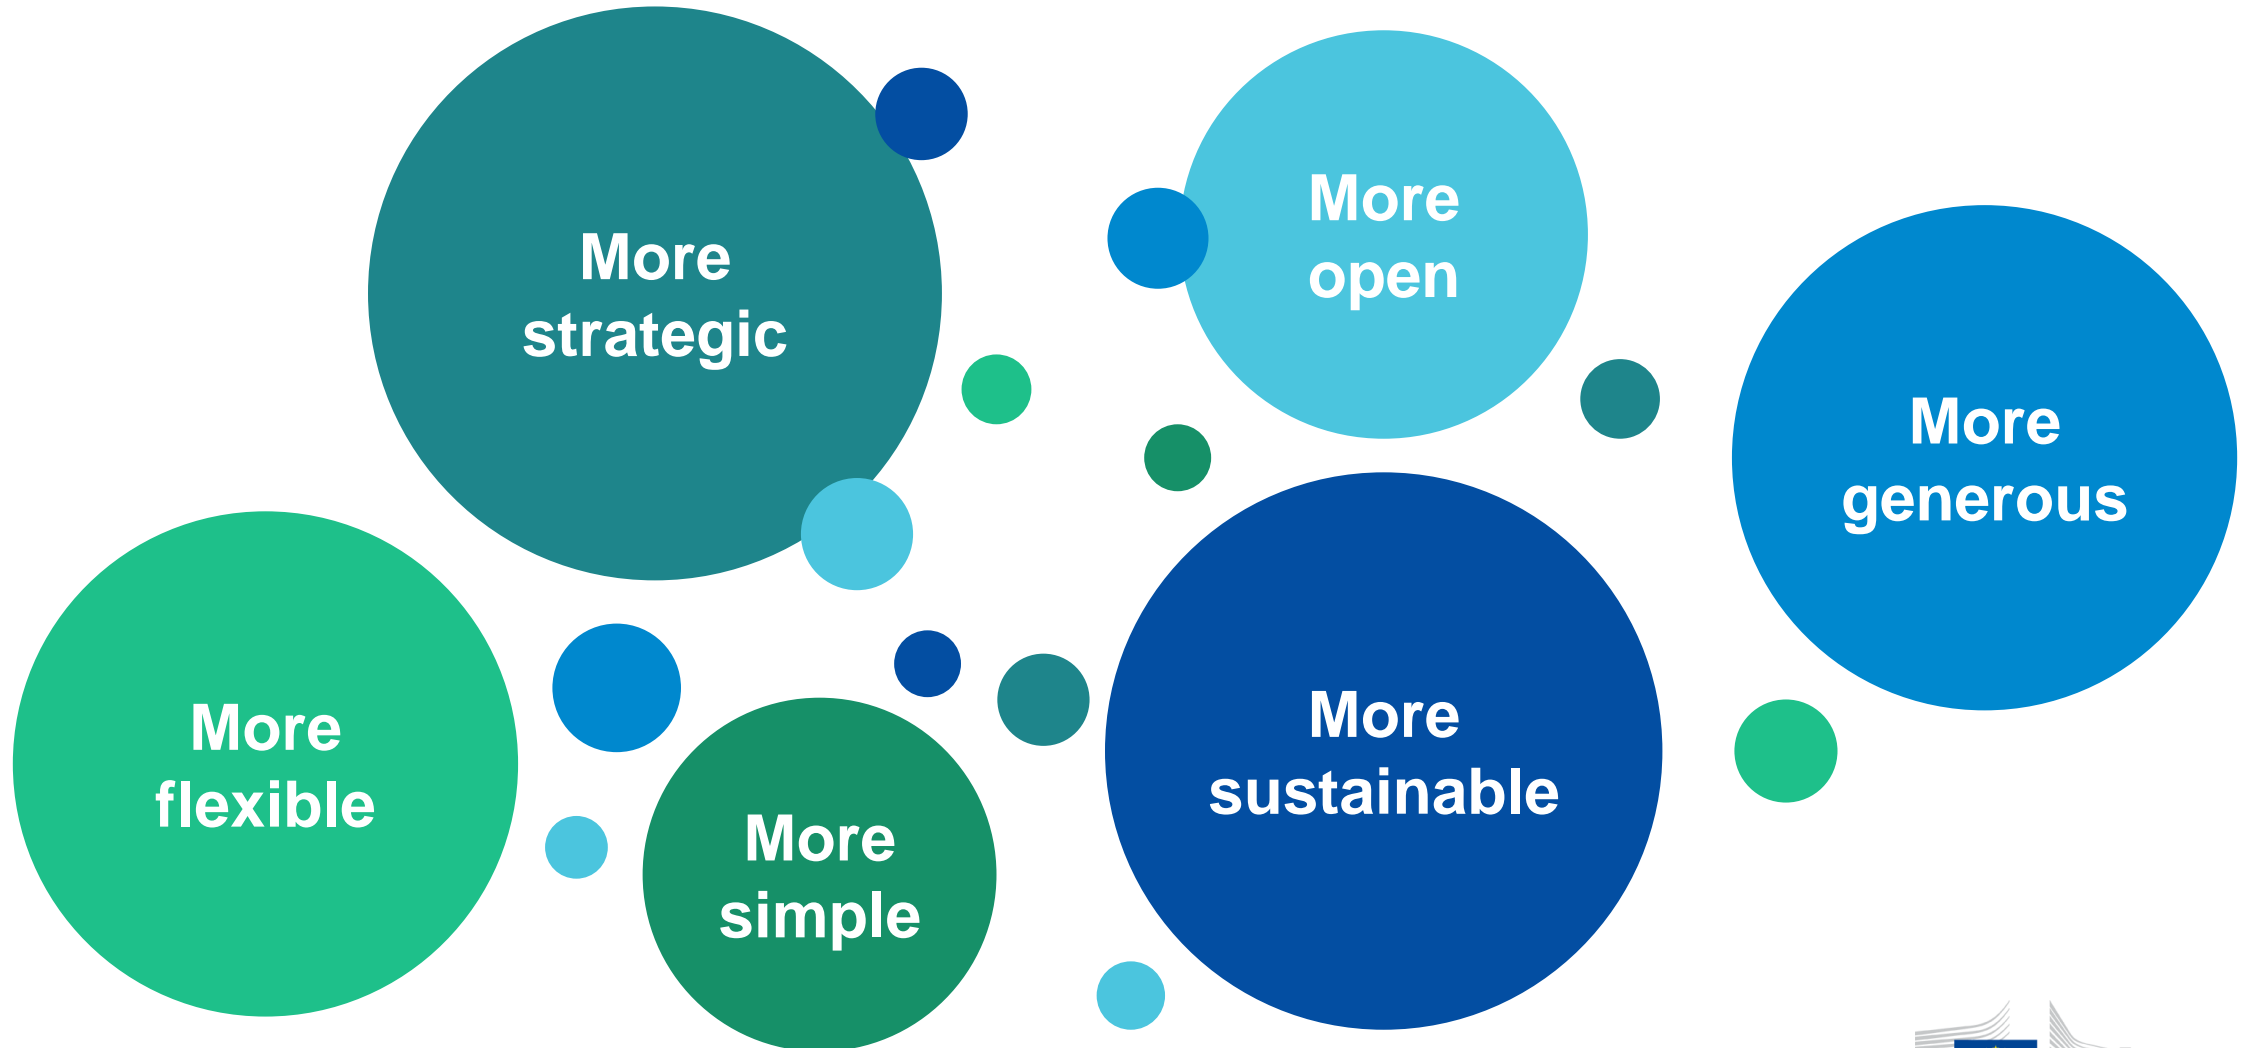 More
strategic
More
open
More
generous
More
flexible
More
simple
More
sustainable